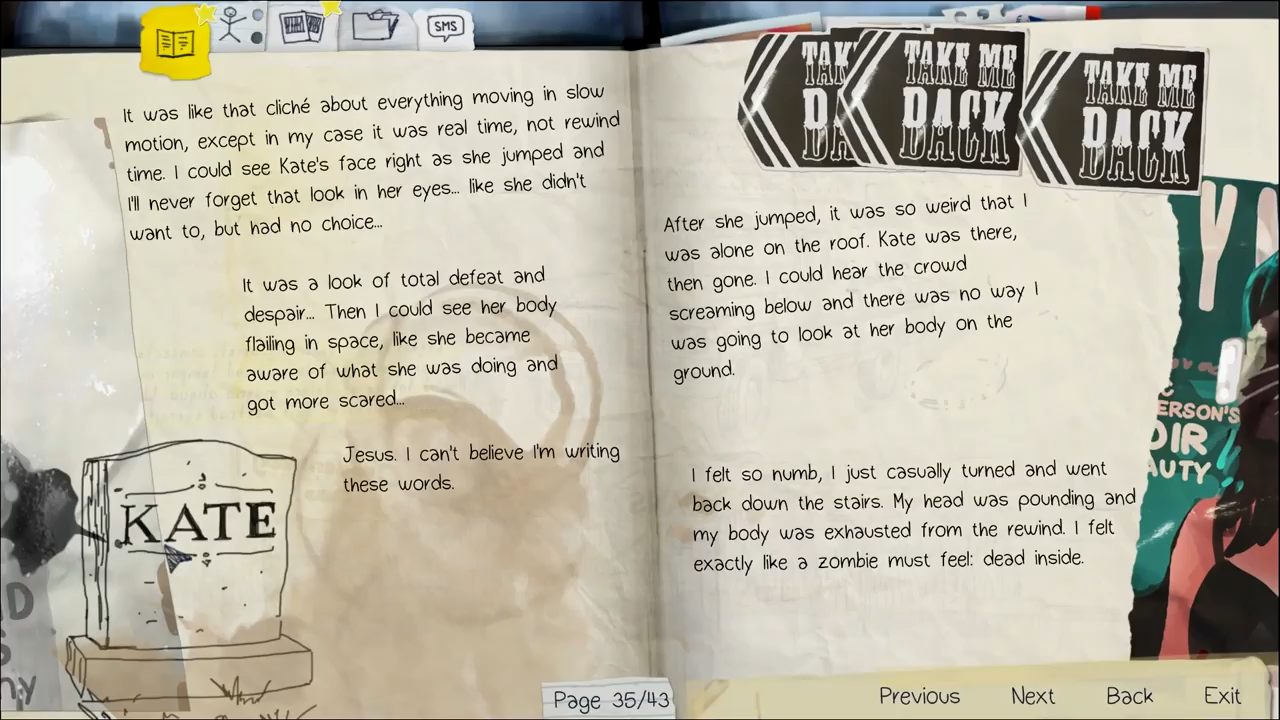 SMS
It was like that cliché about everything moving in slow
motion, except in my case it was real time, not rewind
time. I could see Kate's face right as she jumped and
I'll never forget that look in her eyes... like she didn't
want to, but had no choice...
It was a look of total defeat and
despair... Then I could see her body
flailing in space, like she became
aware of what she was doing and
got more scared...
Jesus. I can't believe I'm writing
these words.
KATE
TAKE ME
DACK
TAKE ME
DACK
After she jumped, it was so weird that I
was alone on the roof. Kate was there,
then gone. I could hear the crowd
screaming below and there was no way I
was going to look at her body on the
ground.
I felt so numb, I just casually turned and went
back down the stairs. My head was pounding and
my body was exhausted from the rewind. I felt
exactly like a zombie must feel: dead inside.
ERSON'S
OIR
AUTY
Page 35/43
Previous Next Back Exit